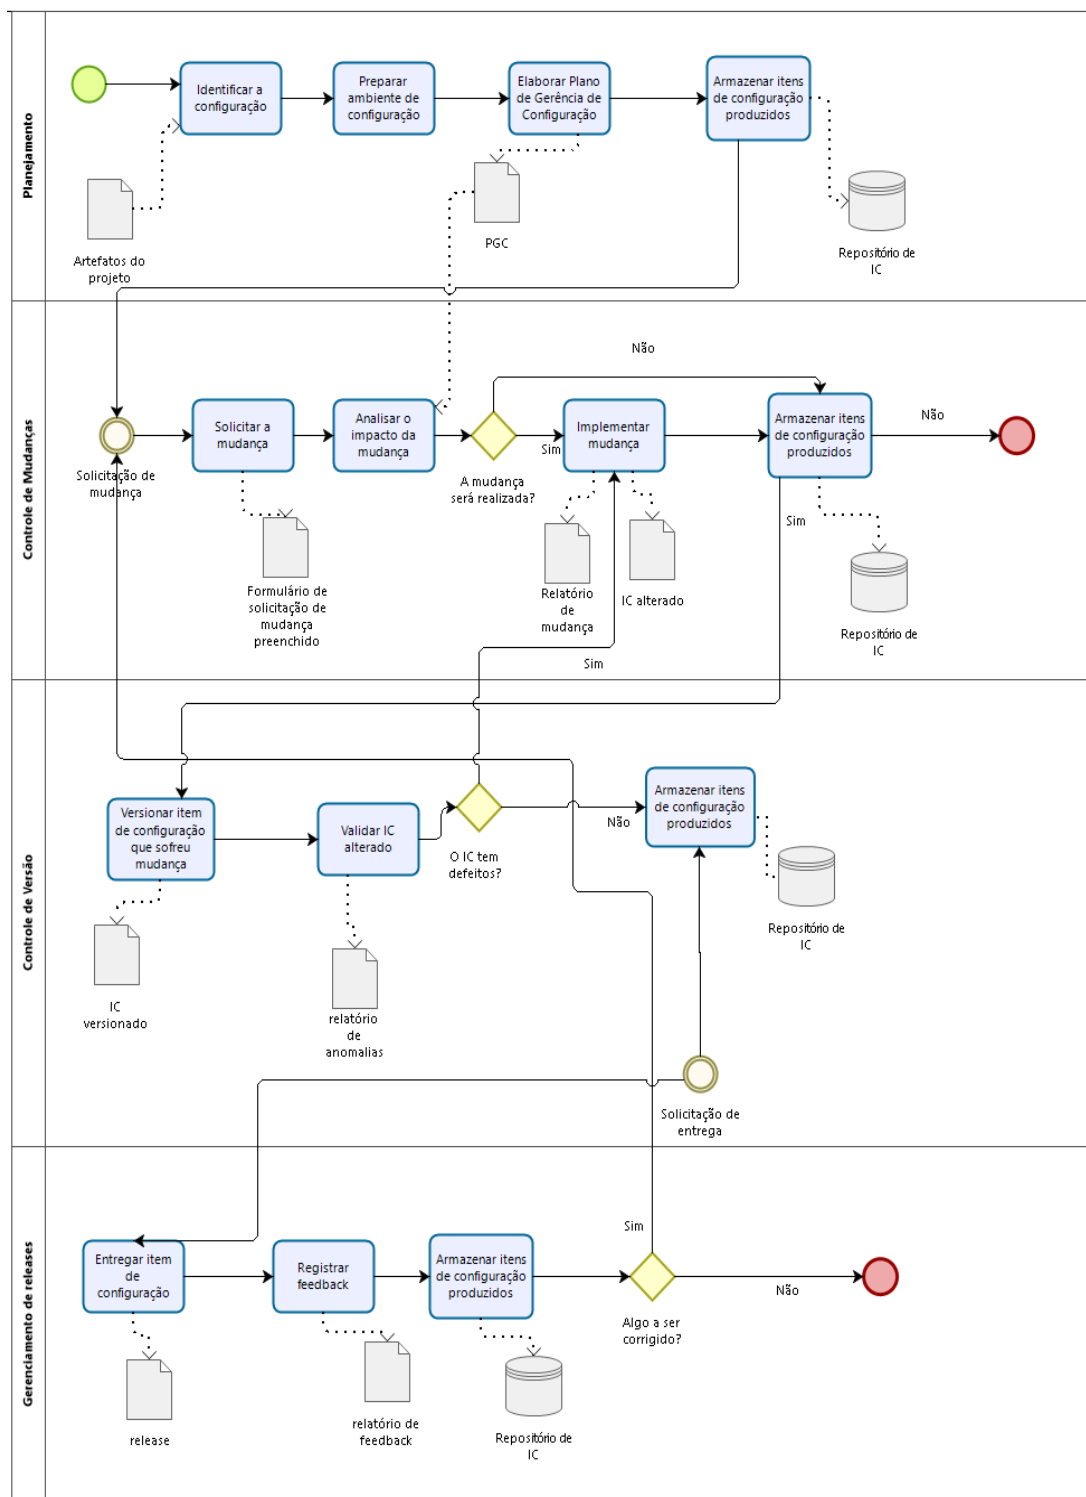 Planejamento
Identificar a
configuração
Preparar
ambiente de
configuração
Elaborar Plano
de Gerência de
Configuração
Armazenar itens
de configuração
produzidos
Artefatos do
projeto
PGC
Repositório de
IC
Controle de Mudanças
Não
Solicitação de
mudança
Solicitar a
mudança
Analisar o
impacto da
mudança
A mudança
será realizada?
Sim
Implementar
mudança
Armazenar itens
de configuração
produzidos
Não
Sim
Formulário de
solicitação de
mudança
preenchido
Relatório
de
mudança
IC alterado
Repositório de
IC
Sim
Controle de Versão
Versionar item
de configuração
que sofreu
mudança
Validar IC
alterado
O IC tem
defeitos?
Não
Armazenar itens
de configuração
produzidos
Repositório de
IC
IC
versionado
relatório
de
anomalias
Solicitação de
entrega
Gerenciamento de releases
Entregar item
de
configuração
Registrar
feedback
Armazenar itens
de configuração
produzidos
Sim
Algo a ser
corrigido?
Não
release
relatório de
feedback
Repositório de
IC